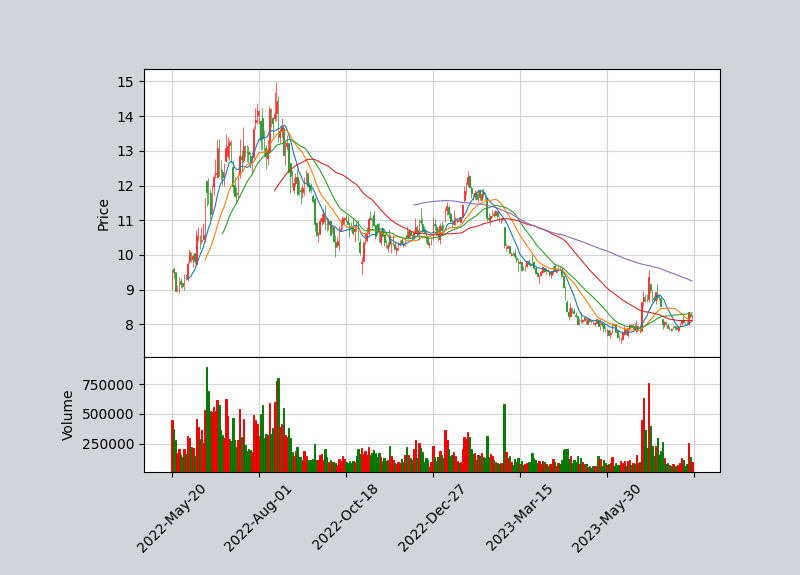 Price
15
14
13
12
11
10
9
8
Volume
750000
500000
250000
2022-May-20
2022-Aug-01
2022-Oct-18
2022-Dec-27
2023-Mar-15
2023-May-30